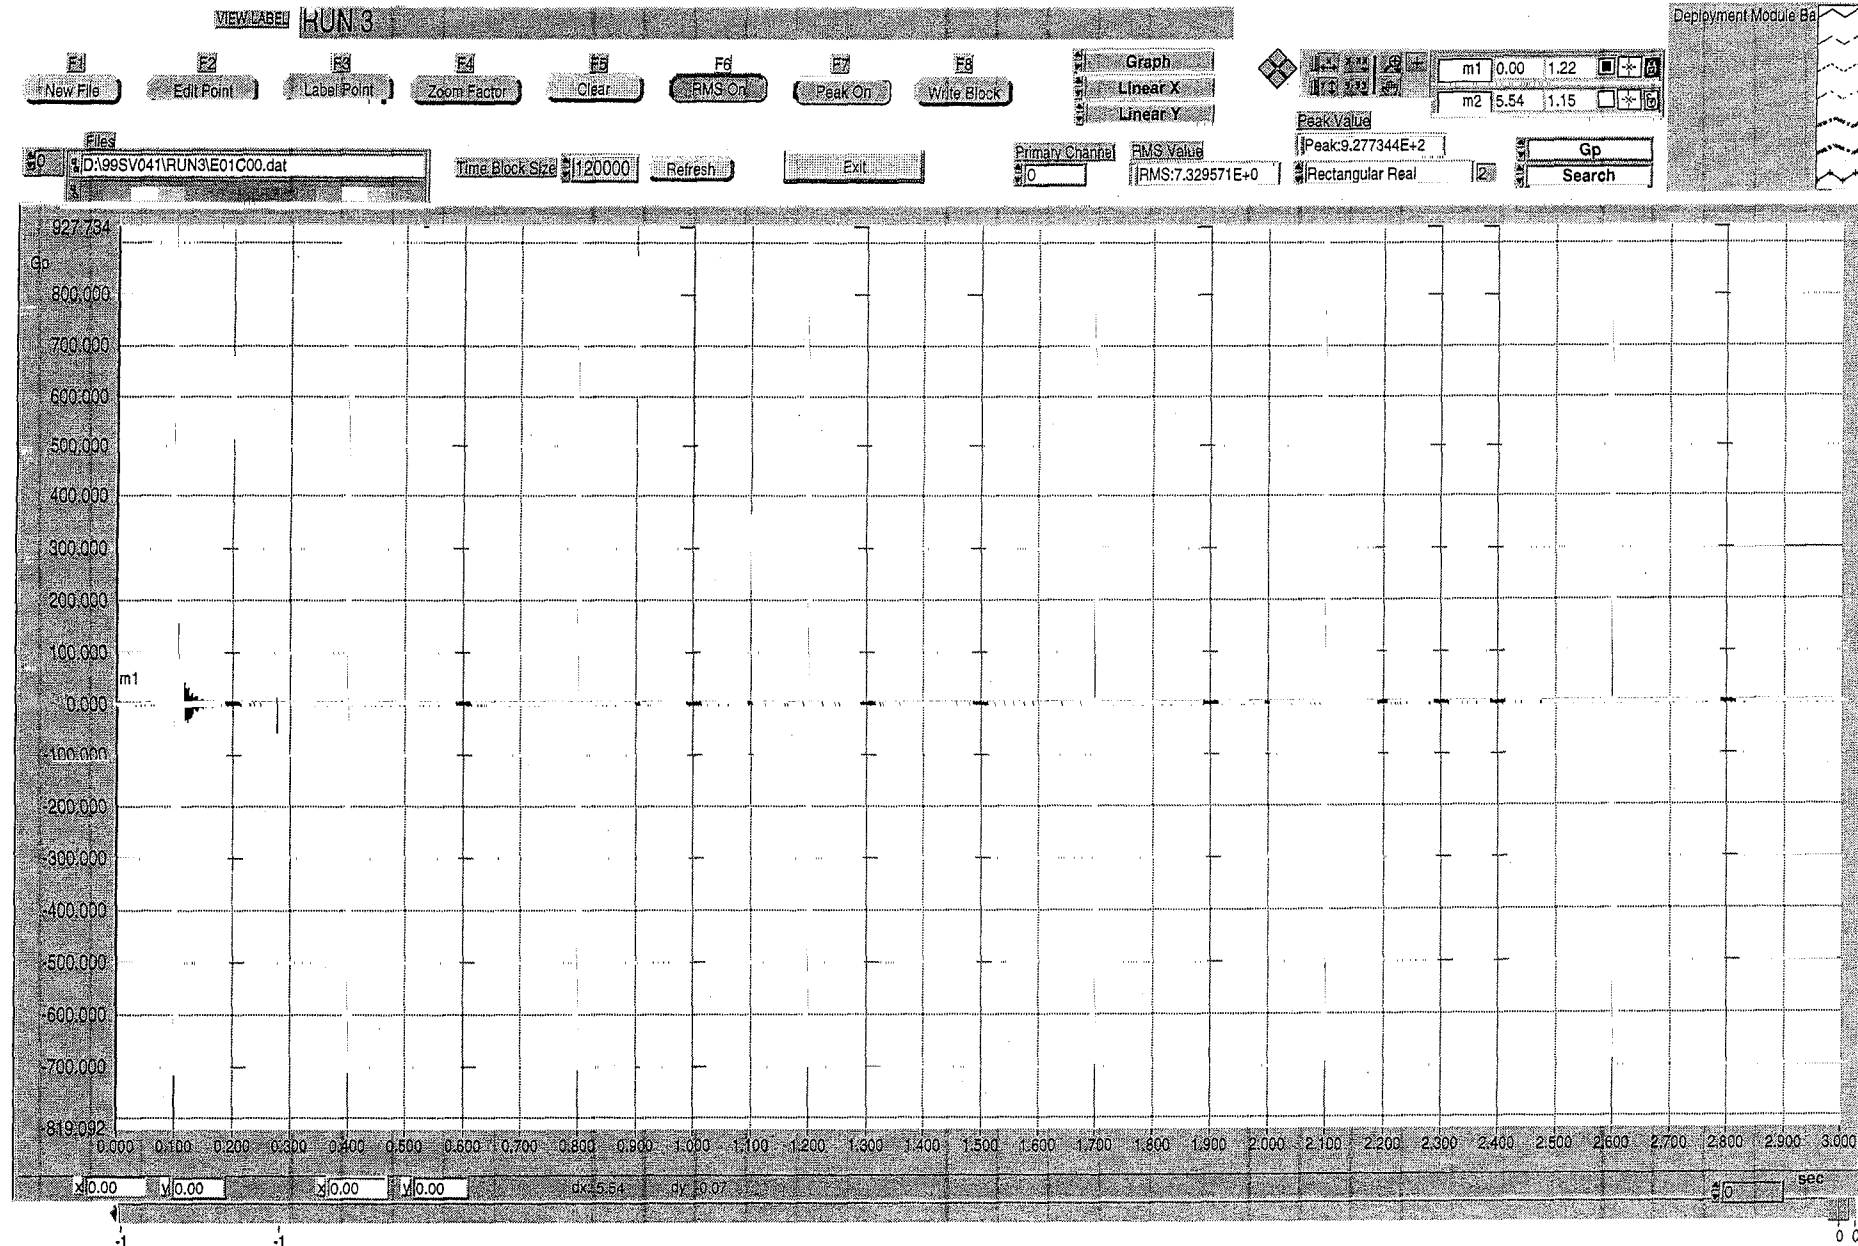 VIEW LABEL RUN 3
Deployment Module Ba
F1 F2 F3 F4 F5 F6 F7 F8
New File Edit Point Label Point Zoom Factor Clear RMS On Peak On Write Block
Graph
Linear X
Linear Y
m1 0.00 1.22
m2 5.54 1.15
Files
0 D:\99SV041\RUN3\E01C00.dat
Time Block Size 120000 Refresh Exit
Primary Channel
0
RMS Value
RMS:7.329571E+0
Peak Value
Peak:9.277344E+2
Rectangular Real 2
Gp
Search
927.734
Gp
800.000
700.000
600.000
500.000
400.000
300.000
200.000
100.000
m1
0.000
-100.000
-200.000
-300.000
-400.000
-500.000
-600.000
-700.000
-819.092
0.000 0.100 0.200 0.300 0.400 0.500 0.600 0.700 0.800 0.900 1.000 1.100 1.200 1.300 1.400 1.500 1.600 1.700 1.800 1.900 2.000 2.100 2.200 2.300 2.400 2.500 2.600 2.700 2.800 2.900 3.000
sec
x 0.00 y 0.00 x 0.00 y 0.00 dx=5.54 dy -0.07 0
-1 -1 0 0